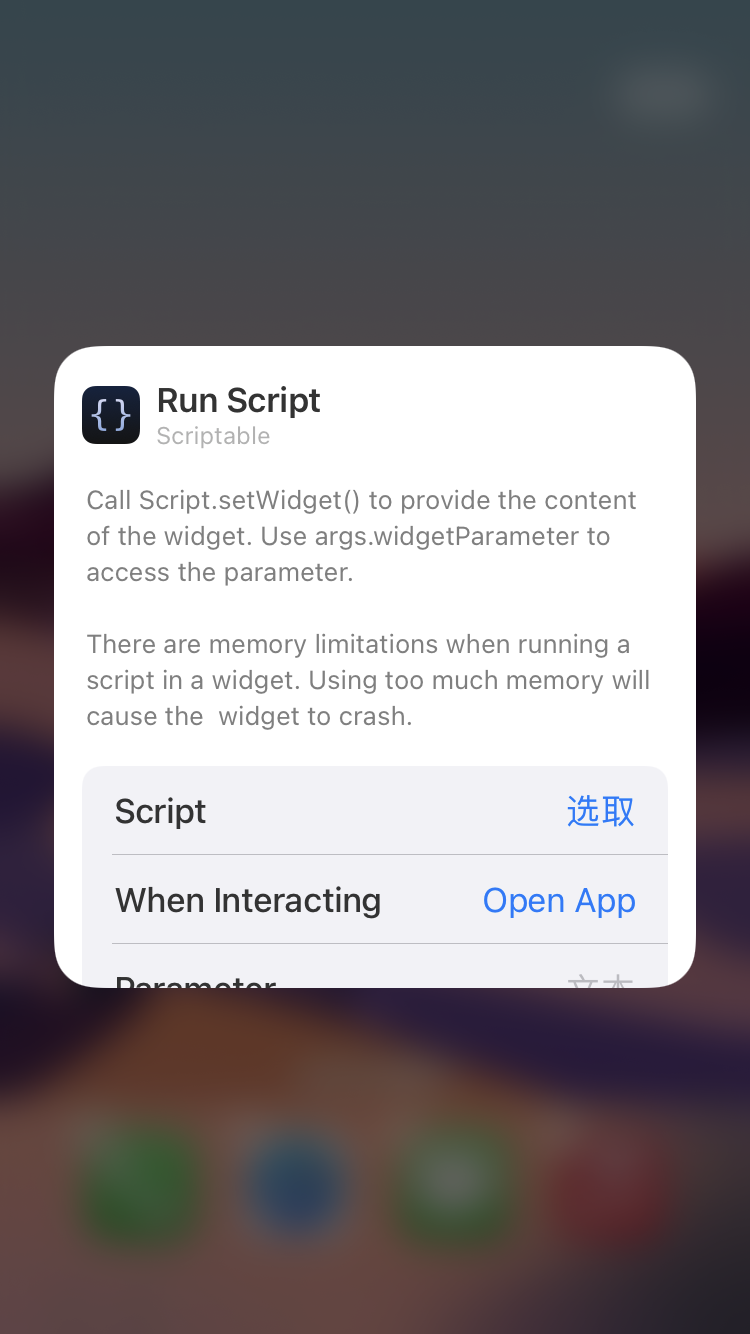 {}
Run Script
Scriptable
Call Script.setWidget() to provide the content
of the widget. Use args.widgetParameter to
access the parameter.
There are memory limitations when running a
script in a widget. Using too much memory will
cause the  widget to crash.
Script 选取
When Interacting Open App
Parameter 文本